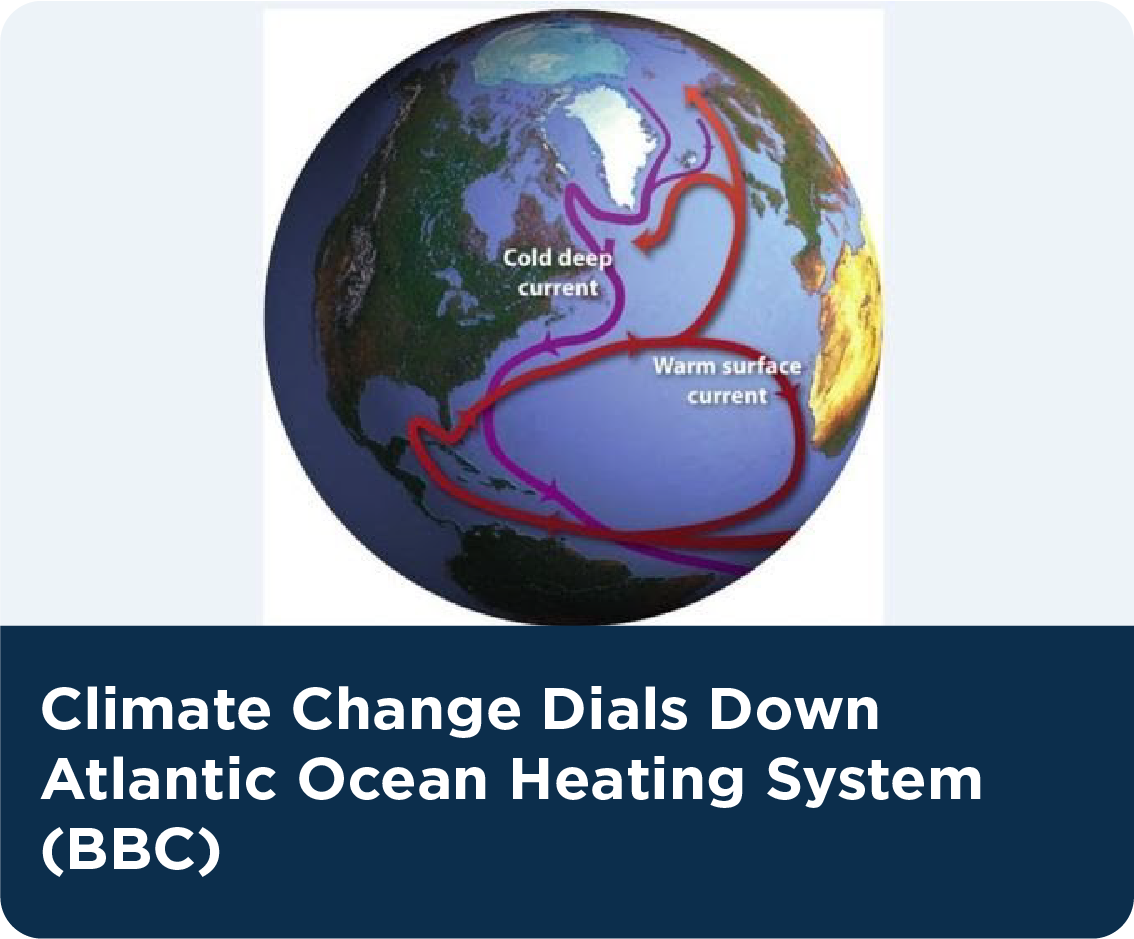 Cold deep
current
Warm surface
current
Climate Change Dials Down
Atlantic Ocean Heating System
(BBC)